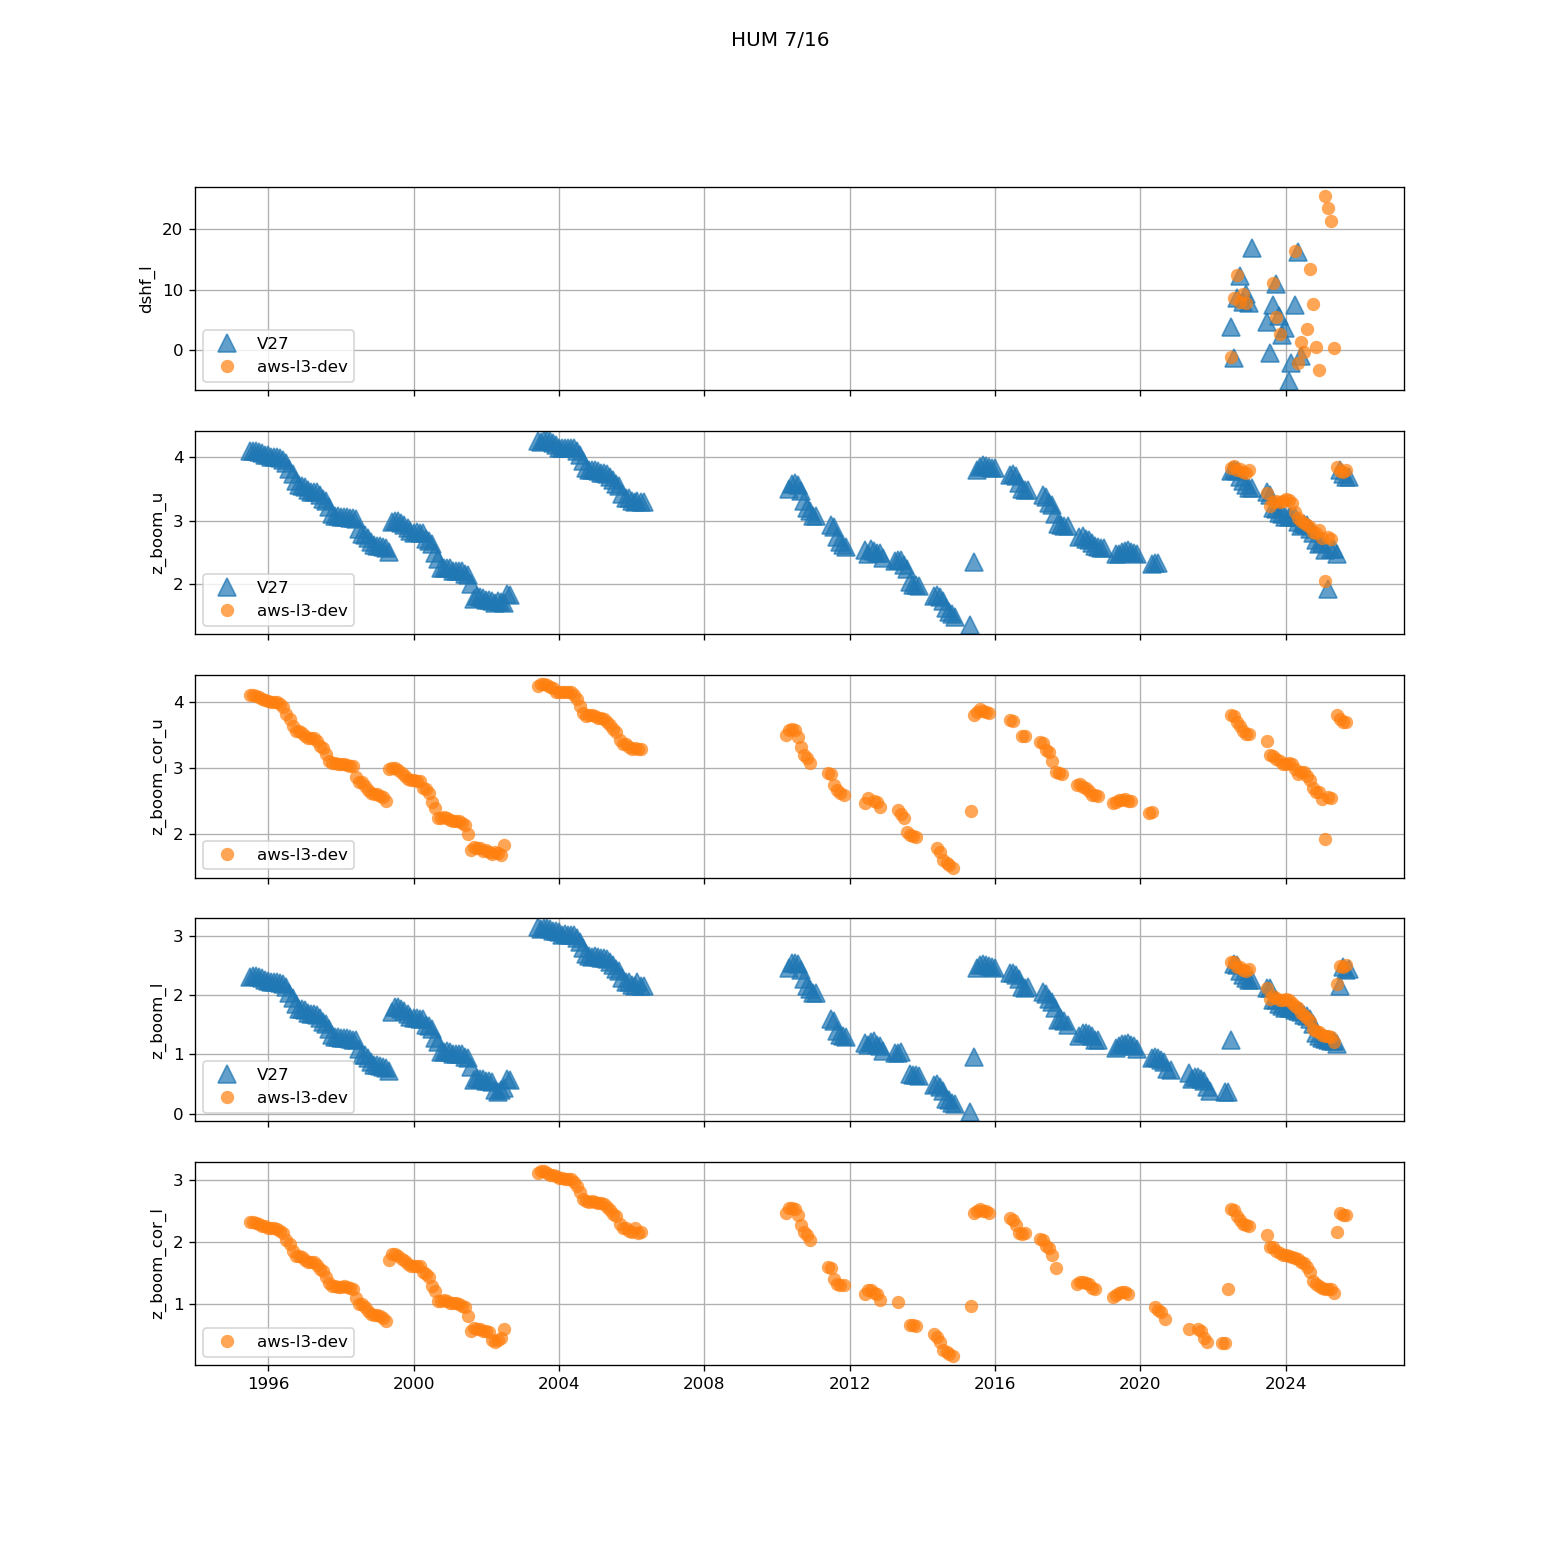 HUM 7/16
20
10
0
dshf_l
V27
aws-l3-dev
4
3
2
z_boom_u
V27
aws-l3-dev
4
3
2
z_boom_cor_u
aws-l3-dev
3
2
1
0
z_boom_l
V27
aws-l3-dev
3
2
1
z_boom_cor_l
aws-l3-dev
1996 2000 2004 2008 2012 2016 2020 2024